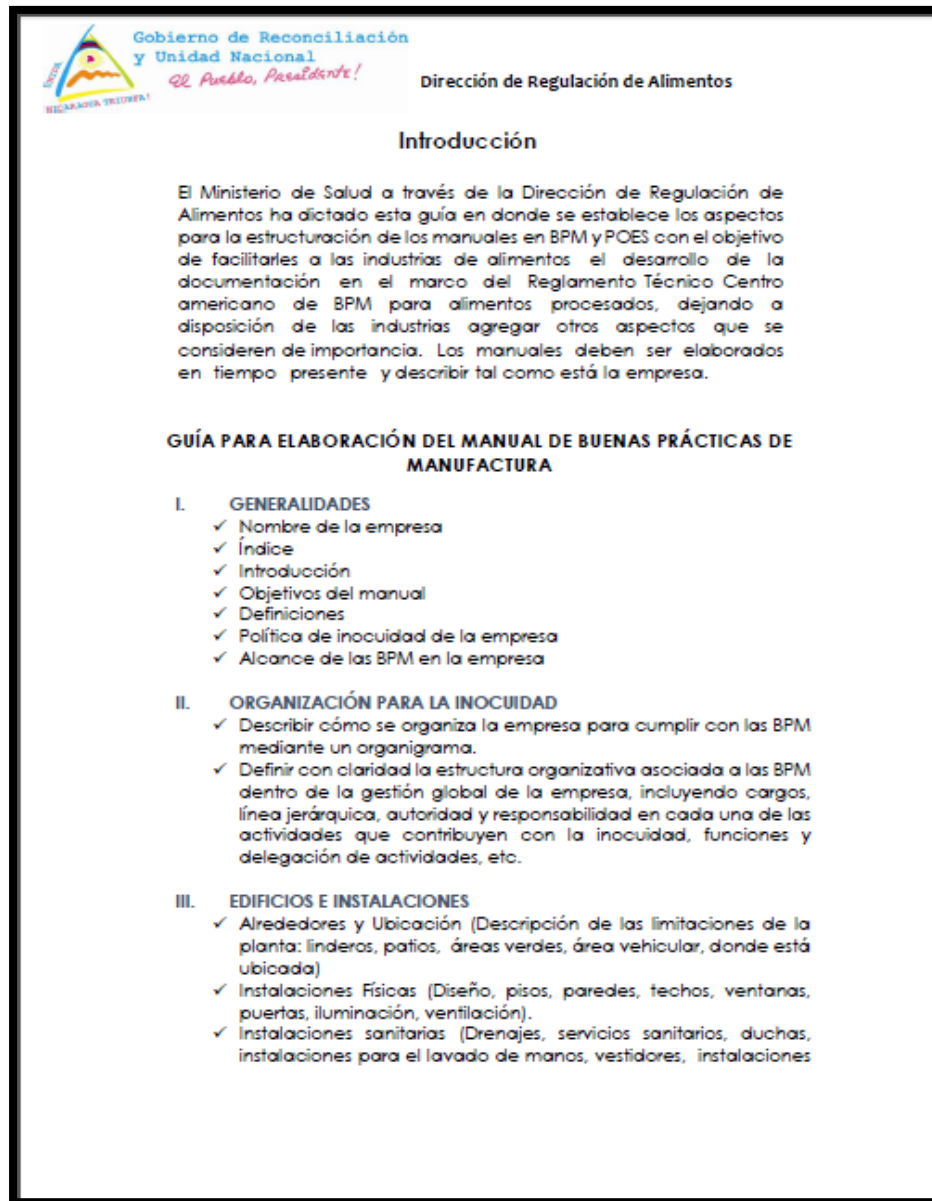 Gobierno de Reconciliación
y Unidad Nacional
El Pueblo, Presidente!
UNIDA
NICARAGUA TRIUNFA!
Dirección de Regulación de Alimentos
Introducción
El Ministerio de Salud a través de la Dirección de Regulación de
Alimentos ha dictado esta guía en donde se establece los aspectos
para la estructuración de los manuales en BPM y POES con el objetivo
de facilitarles a las industrias de alimentos el desarrollo de la
documentación en el marco del Reglamento Técnico Centro
americano de BPM para alimentos procesados, dejando a
disposición de las industrias agregar otros aspectos que se
consideren de importancia. Los manuales deben ser elaborados
en tiempo presente y describir tal como está la empresa.
GUÍA PARA ELABORACIÓN DEL MANUAL DE BUENAS PRÁCTICAS DE
MANUFACTURA
I. GENERALIDADES
✓ Nombre de la empresa
✓ Índice
✓ Introducción
✓ Objetivos del manual
✓ Definiciones
✓ Política de inocuidad de la empresa
✓ Alcance de las BPM en la empresa
II. ORGANIZACIÓN PARA LA INOCUIDAD
✓ Describir cómo se organiza la empresa para cumplir con las BPM
mediante un organigrama.
✓ Definir con claridad la estructura organizativa asociada a las BPM
dentro de la gestión global de la empresa, incluyendo cargos,
línea jerárquica, autoridad y responsabilidad en cada una de las
actividades que contribuyen con la inocuidad, funciones y
delegación de actividades, etc.
III. EDIFICIOS E INSTALACIONES
✓ Alrededores y Ubicación (Descripción de las limitaciones de la
planta: linderos, patios, áreas verdes, área vehicular, donde está
ubicada)
✓ Instalaciones Físicas (Diseño, pisos, paredes, techos, ventanas,
puertas, iluminación, ventilación).
✓ Instalaciones sanitarias (Drenajes, servicios sanitarios, duchas,
instalaciones para el lavado de manos, vestidores, instalaciones